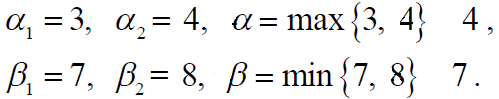 α₁ = 3, α₂ = 4, α = max{3, 4} 4 ,
β₁ = 7, β₂ = 8, β = min{7, 8} 7 .